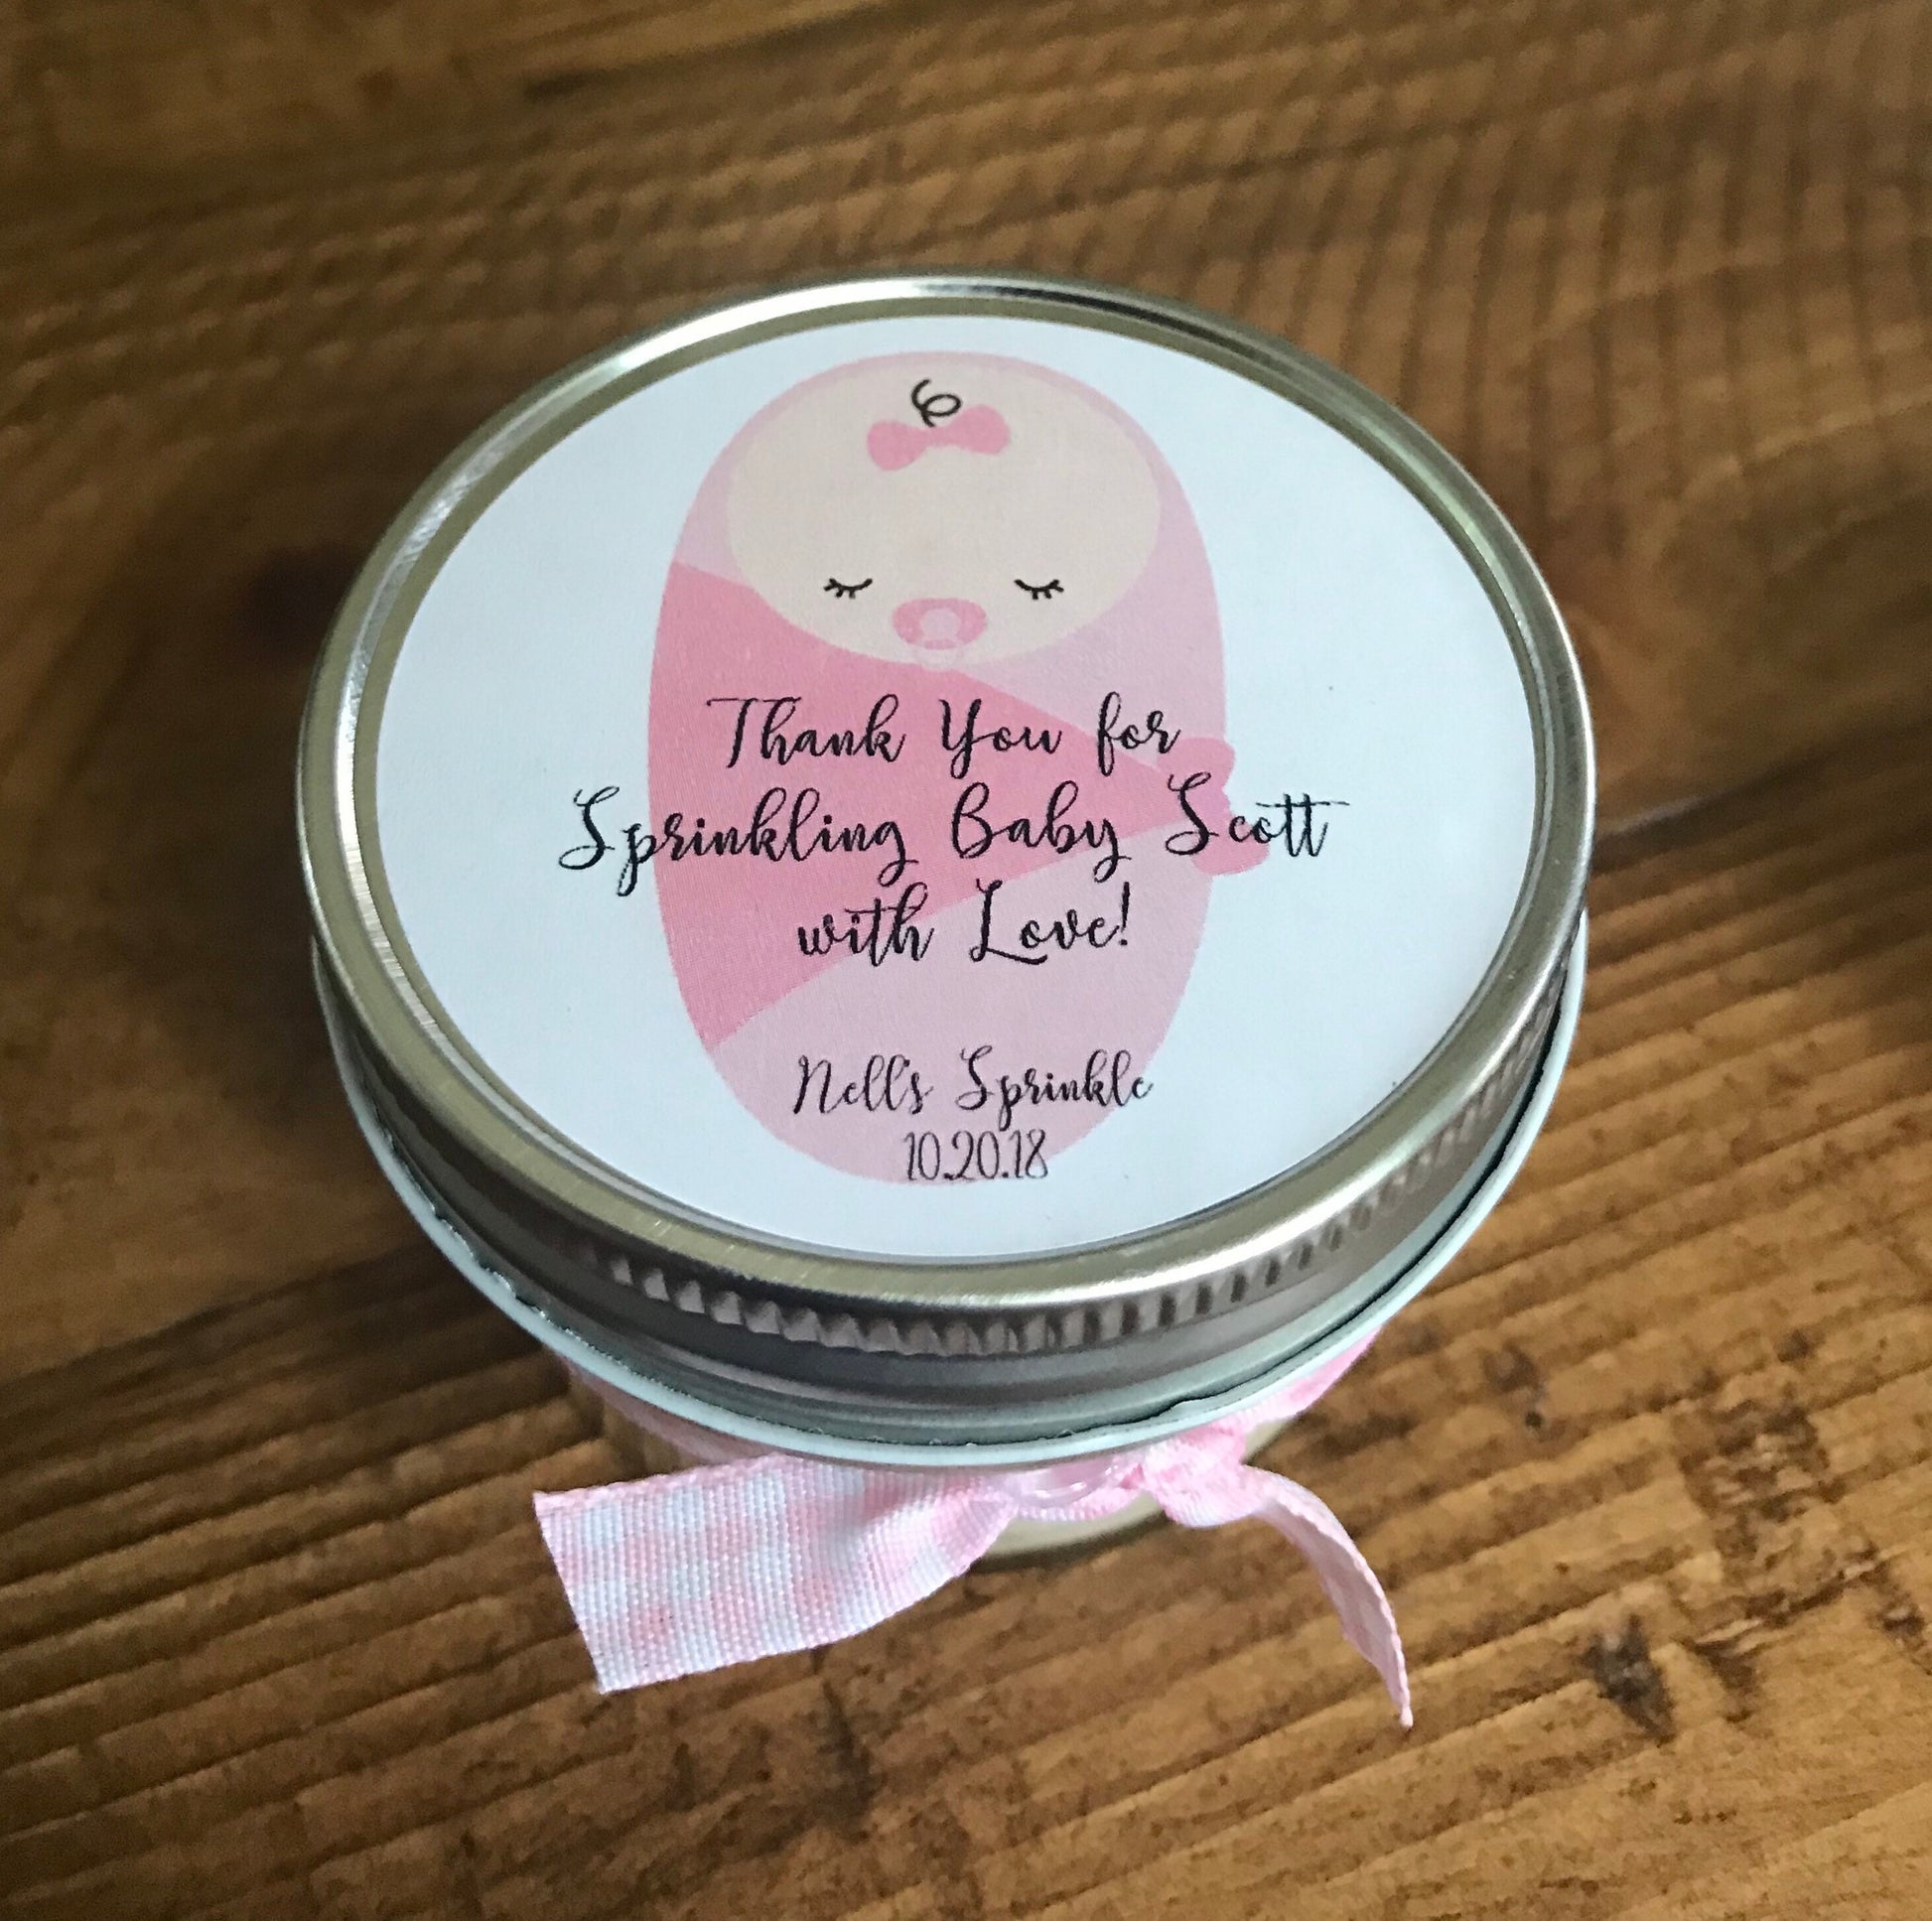 Thank You for
Sprinkling Baby Scott
with Love!
Nell's Sprinkle
10.20.18